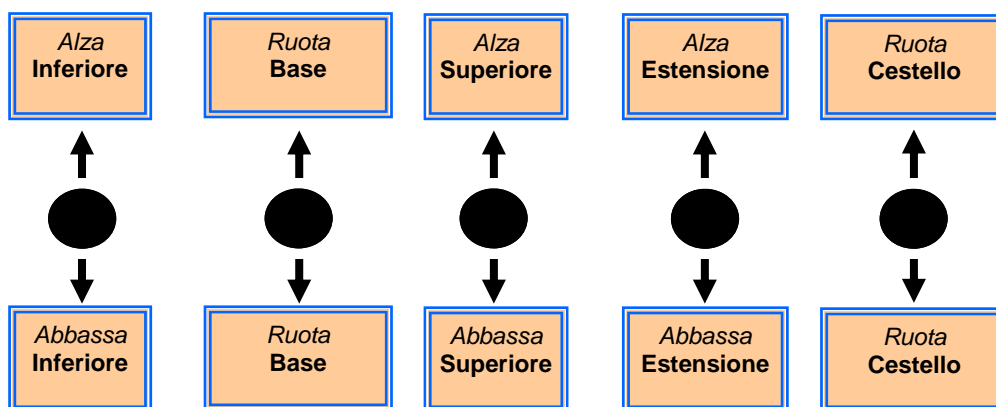 Alza
Inferiore
Ruota
Base
Alza
Superiore
Alza
Estensione
Ruota
Cestello
Abbassa
Inferiore
Ruota
Base
Abbassa
Superiore
Abbassa
Estensione
Ruota
Cestello